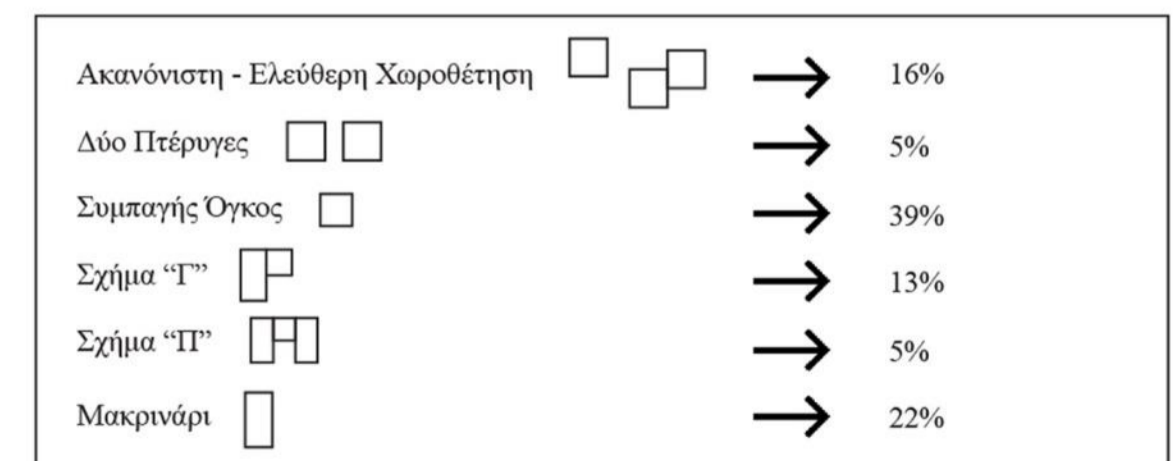 Ακανόνιστη - Ελεύθερη Χωροθέτηση 16%
Δύο Πτέρυγες 5%
Συμπαγής Όγκος 39%
Σχήμα “Γ” 13%
Σχήμα “Π” 5%
Μακρινάρι 22%